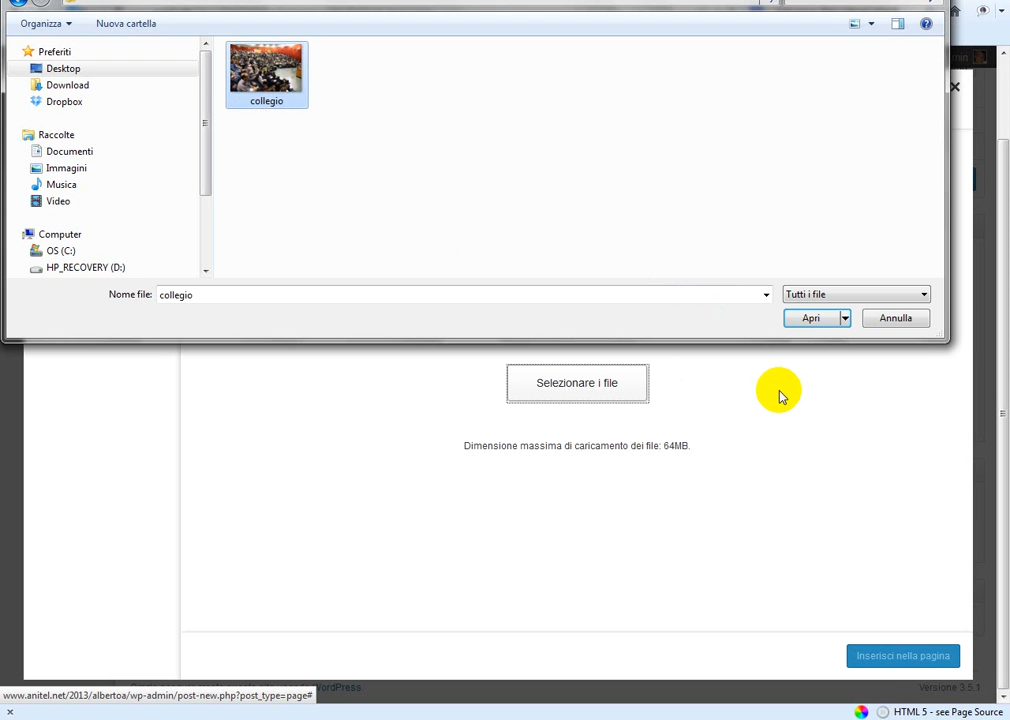 Organizza
Nuova cartella
Preferiti
Desktop
Download
Dropbox
Raccolte
Documenti
Immagini
Musica
Video
Computer
OS (C:)
HP_RECOVERY (D:)
collegio
Nome file:
collegio
Tutti i file
Apri
Annulla
Selezionare i file
Dimensione massima di caricamento dei file: 64MB.
Inserisci nella pagina
www.anitel.net/2013/albertoa/wp-admin/post-new.php?post_type=page#
WordPress.
Versione 3.5.1
HTML 5 - see Page Source